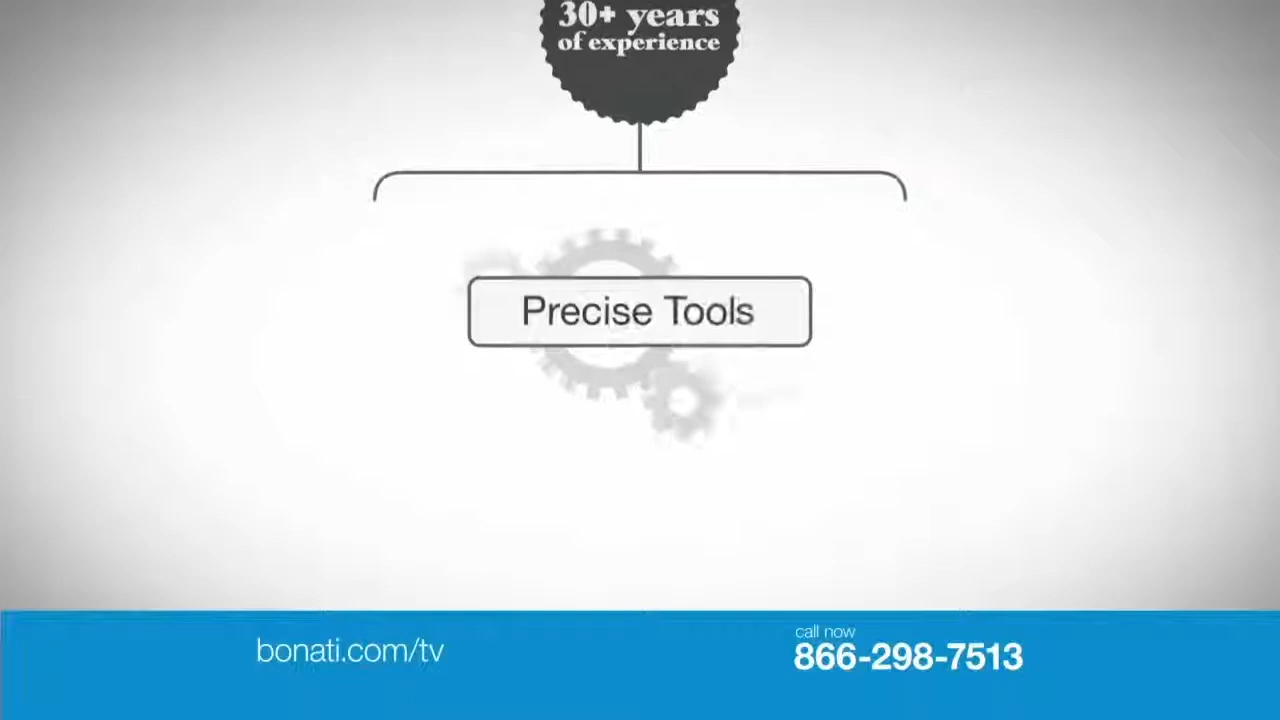 30+ years
of experience
Precise Tools
bonati.com/tv
call now
866-298-7513